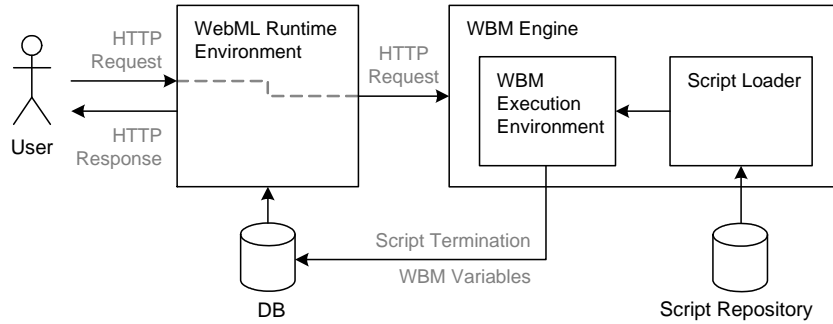 HTTP
Request
HTTP
Response
User
WebML Runtime
Environment
HTTP
Request
WBM Engine
WBM
Execution
Environment
Script Loader
Script Termination
WBM Variables
DB
Script Repository